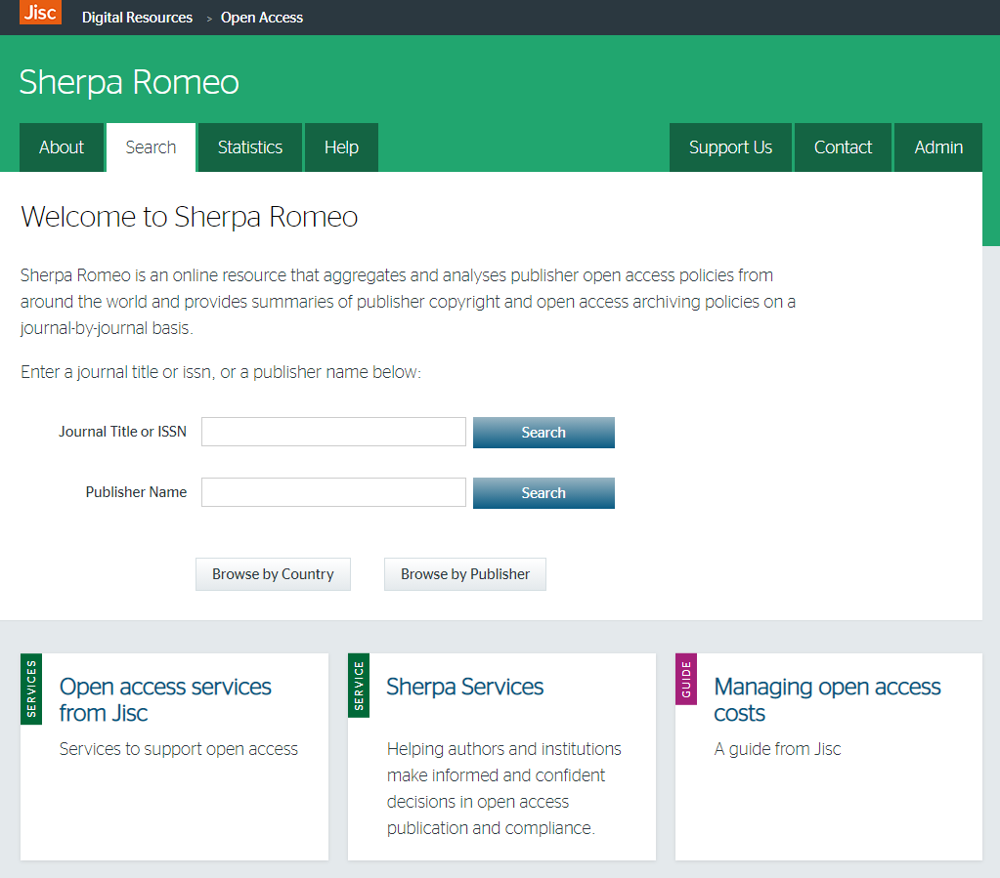 Jisc
Digital Resources > Open Access
Sherpa Romeo
About Search Statistics Help Support Us Contact Admin
Welcome to Sherpa Romeo
Sherpa Romeo is an online resource that aggregates and analyses publisher open access policies from
around the world and provides summaries of publisher copyright and open access archiving policies on a
journal-by-journal basis.
Enter a journal title or issn, or a publisher name below:
Journal Title or ISSN Search
Publisher Name Search
Browse by Country Browse by Publisher
SERVICES
Open access services
from Jisc
Services to support open access
SERVICE
Sherpa Services
Helping authors and institutions
make informed and confident
decisions in open access
publication and compliance.
GUIDE
Managing open access
costs
A guide from Jisc